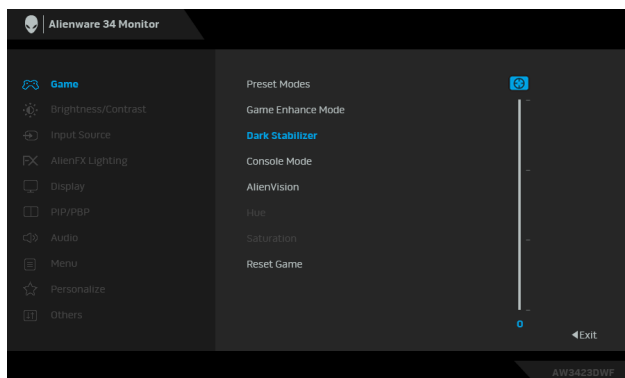 Alienware 34 Monitor
Game
Brightness/Contrast
Input Source
FX AlienFX Lighting
Display
PIP/PBP
Audio
Menu
Personalize
Others
Preset Modes
Game Enhance Mode
Dark Stabilizer
Console Mode
AlienVision
Hue
Saturation
Reset Game
0
Exit
AW3423DWF